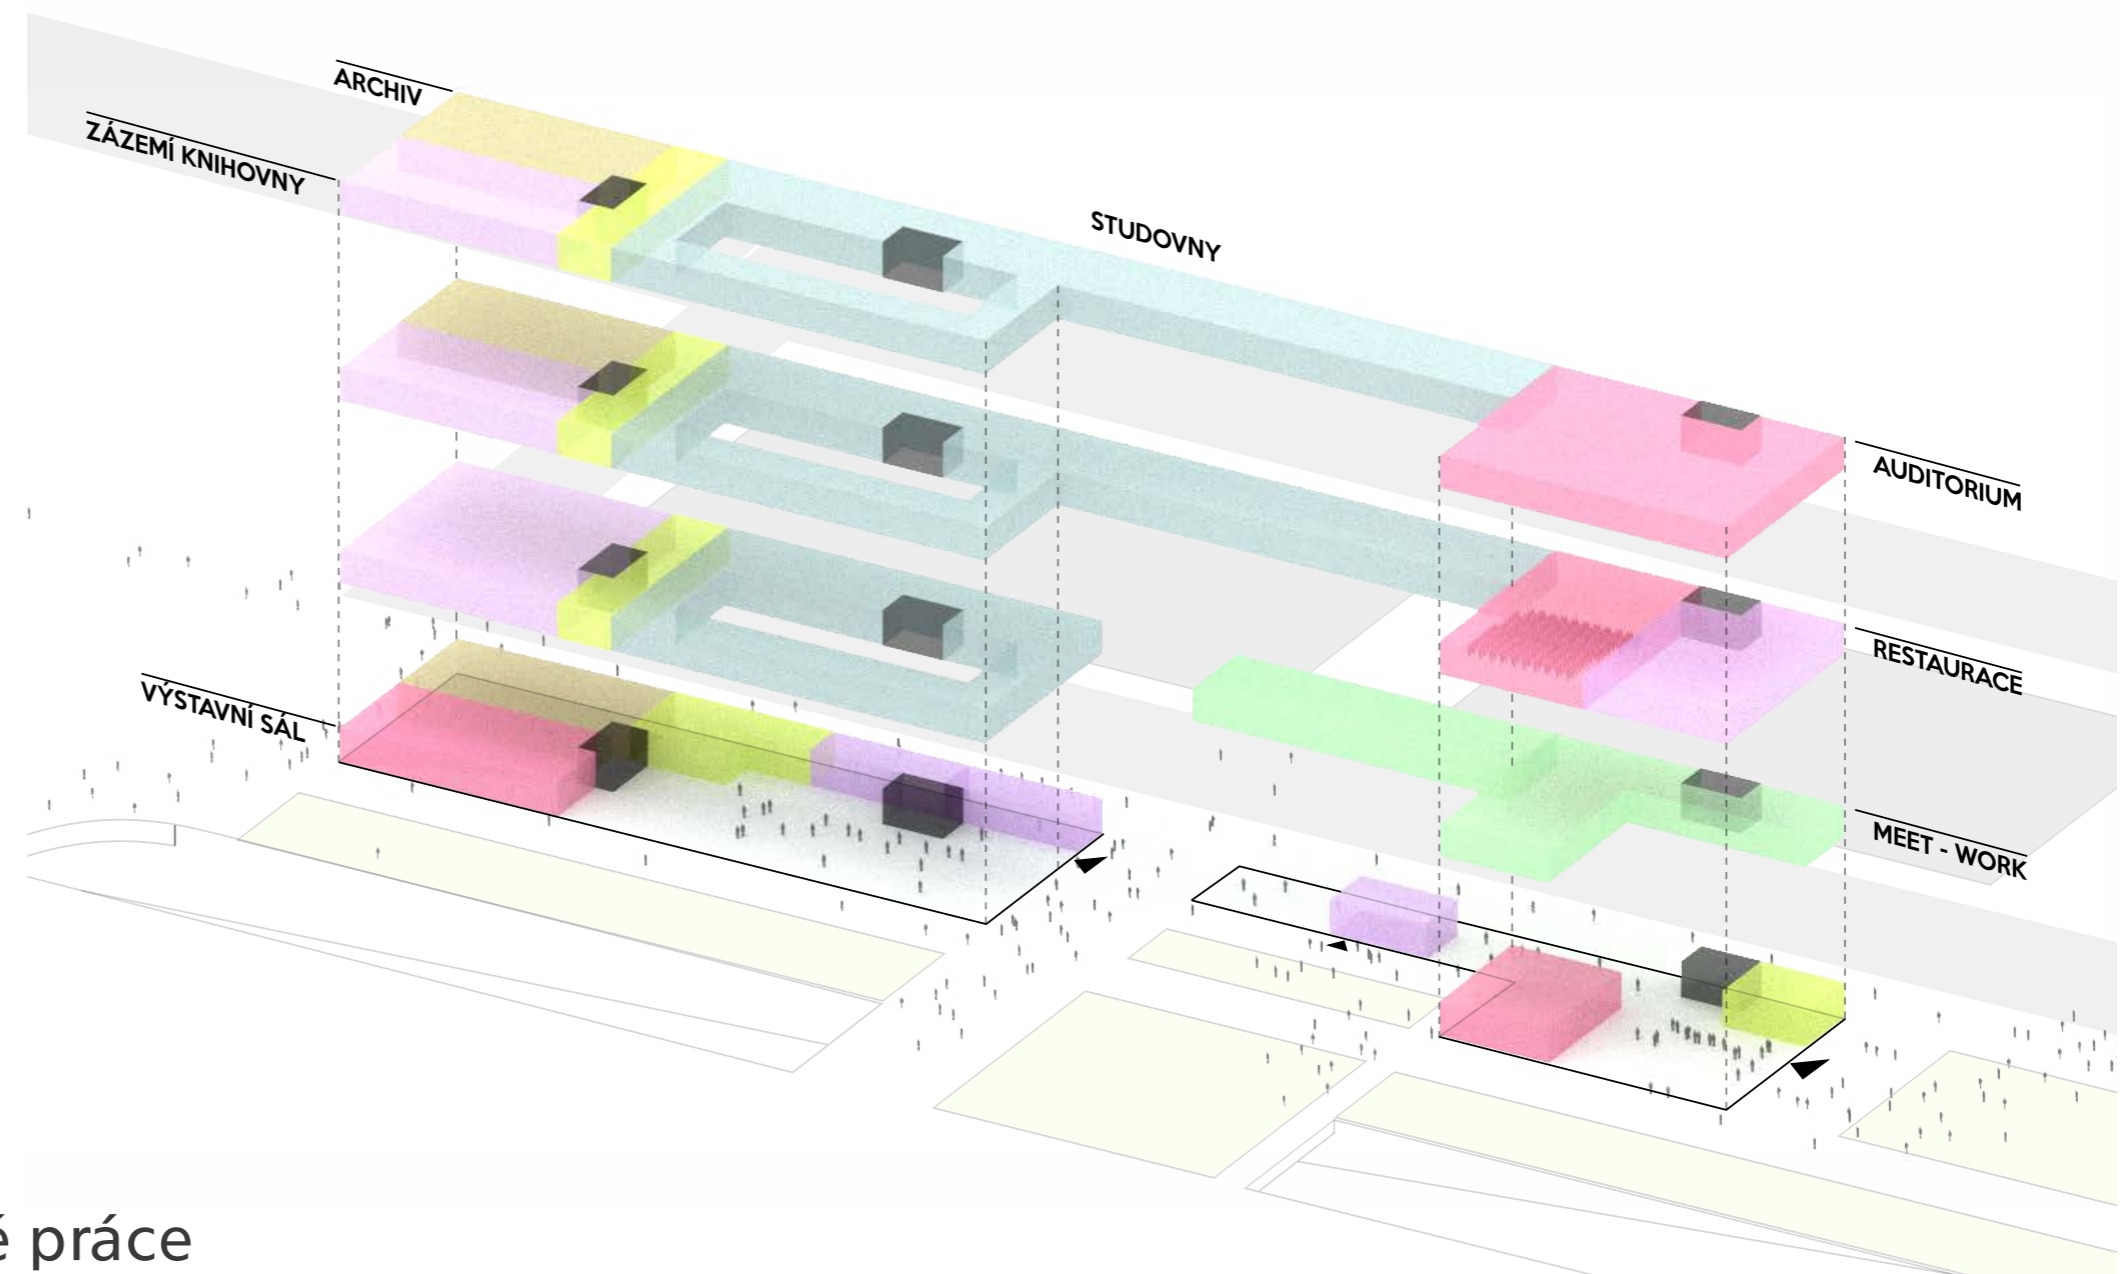 ARCHIV
ZÁZEMÍ KNIHOVNY
STUDOVNY
AUDITORIUM
RESTAURACE
VÝSTAVNÍ SÁL
MEET - WORK
é práce